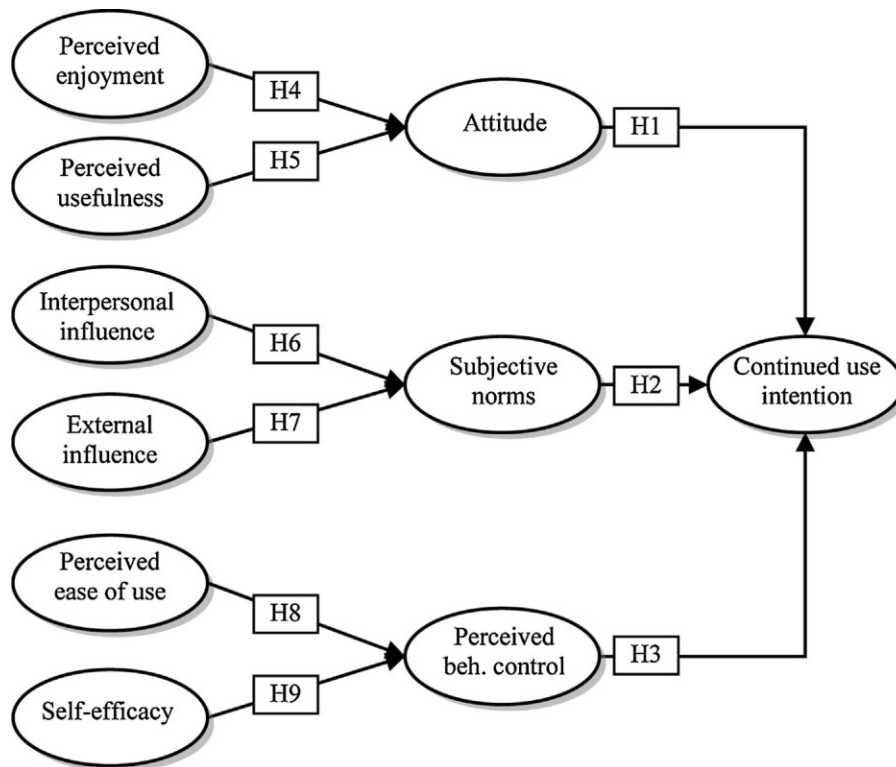 Perceived
enjoyment
H4
Attitude
H1
Perceived
usefulness
H5
Interpersonal
influence
H6
Subjective
norms
H2
Continued use
intention
External
influence
H7
Perceived
ease of use
H8
Perceived
beh. control
H3
Self-efficacy
H9